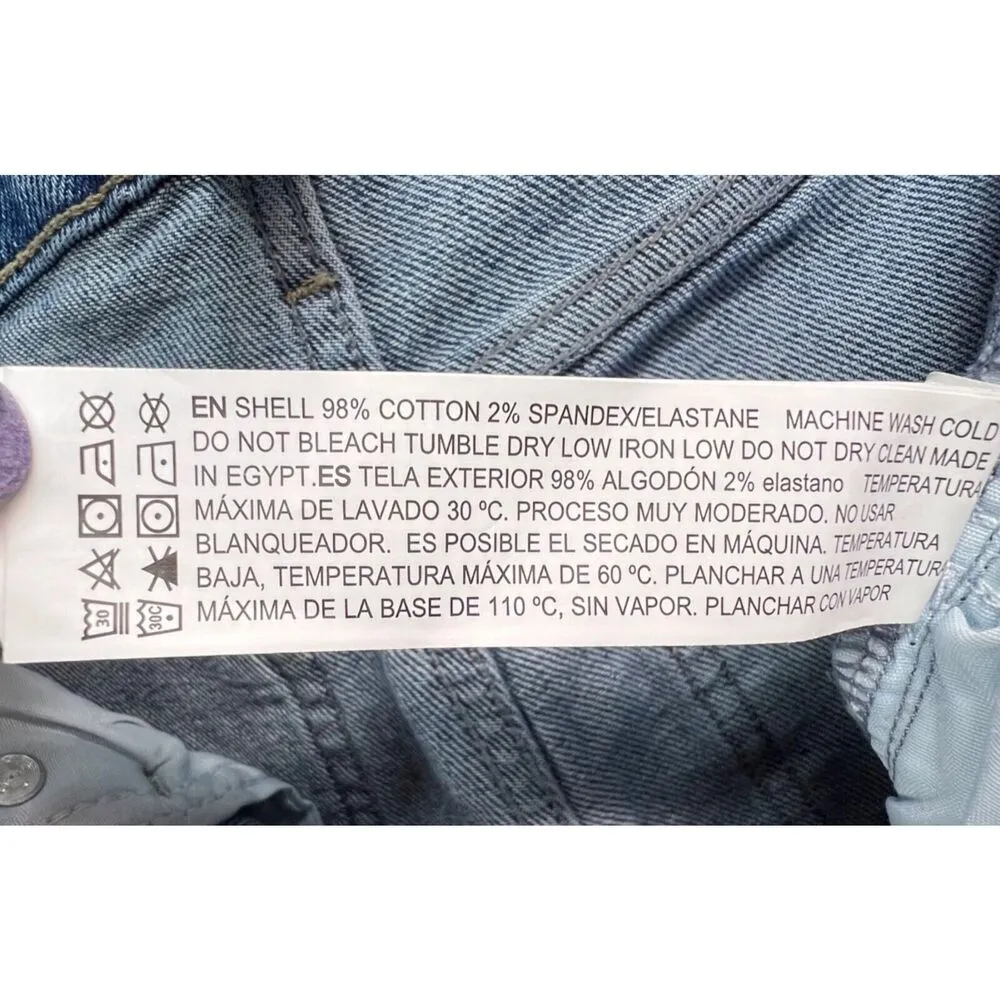 EN SHELL 98% COTTON 2% SPANDEX/ELASTANE MACHINE WASH COLD
DO NOT BLEACH TUMBLE DRY LOW IRON LOW DO NOT DRY CLEAN MADE
IN EGYPT.ES TELA EXTERIOR 98% ALGODÓN 2% elastano TEMPERATURA
MÁXIMA DE LAVADO 30 ºC. PROCESO MUY MODERADO. NO USAR
BLANQUEADOR. ES POSIBLE EL SECADO EN MÁQUINA. TEMPERATURA
BAJA, TEMPERATURA MÁXIMA DE 60 ºC. PLANCHAR A UNA TEMPERATURA
MÁXIMA DE LA BASE DE 110 ºC, SIN VAPOR. PLANCHAR CON VAPOR
30
30C